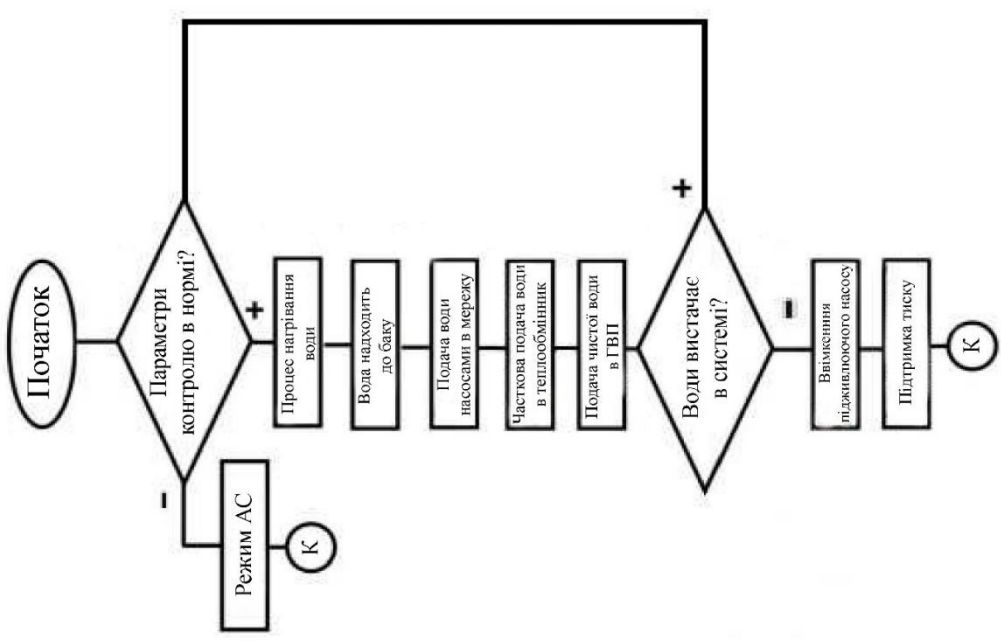 Початок
Параметри
контролю в нормі?
+
–
Режим АС
К
Процес нагрівання
води
Вода надходить
до баку
Подача води
насосами в мережу
Часткова подача води
в теплообмінник
Подача чистої води
в ГВП
Води вистачає
в системі?
+
–
Ввімкнення
підживлюючого насосу
Підтримка тиску
К